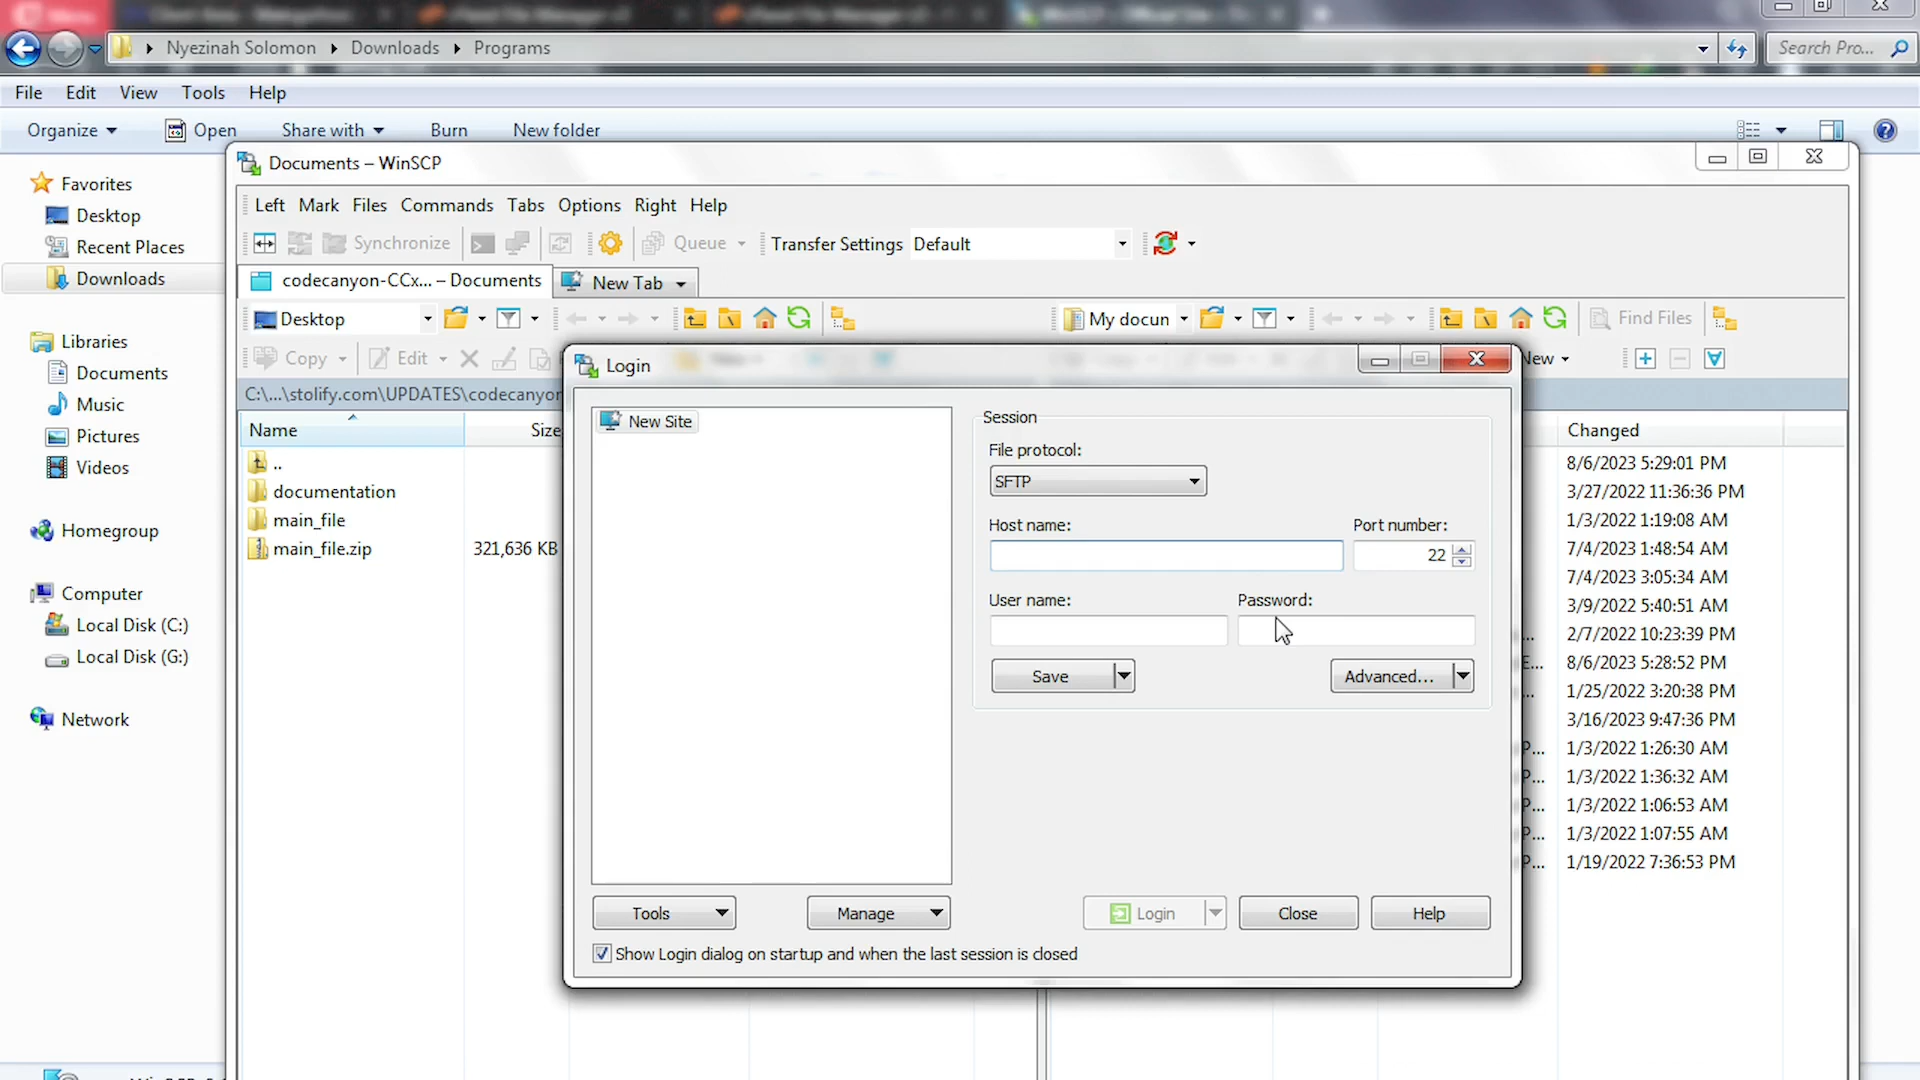 Nyezinah Solomon Downloads Programs
Search Pro...
File Edit View Tools Help
Organize Open Share with Burn New folder
Favorites
Desktop
Recent Places
Downloads
Libraries
Documents
Music
Pictures
Videos
Homegroup
Computer
Local Disk (C:)
Local Disk (G:)
Network
Documents – WinSCP
Left Mark Files Commands Tabs Options Right Help
Synchronize Queue Transfer Settings Default
codecanyon-CCx... – Documents New Tab
Desktop My docun Find Files
Copy Edit New
C:\...\stolify.com\UPDATES\codecanyon
Name Size Changed
..
documentation
main_file
main_file.zip 321,636 KB
8/6/2023 5:29:01 PM
3/27/2022 11:36:36 PM
1/3/2022 1:19:08 AM
7/4/2023 1:48:54 AM
7/4/2023 3:05:34 AM
3/9/2022 5:40:51 AM
2/7/2022 10:23:39 PM
E... 8/6/2023 5:28:52 PM
1/25/2022 3:20:38 PM
3/16/2023 9:47:36 PM
P... 1/3/2022 1:26:30 AM
P... 1/3/2022 1:36:32 AM
P... 1/3/2022 1:06:53 AM
P... 1/3/2022 1:07:55 AM
P... 1/19/2022 7:36:53 PM
Login
New Site
Session
File protocol:
SFTP
Host name: Port number:
22
User name: Password:
Save Advanced...
Tools Manage Login Close Help
Show Login dialog on startup and when the last session is closed